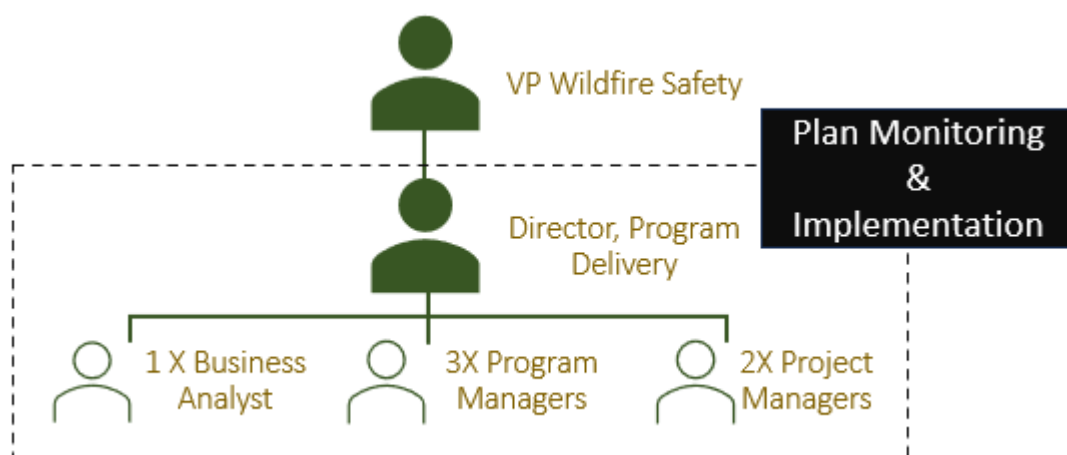 VP Wildfire Safety
Plan Monitoring
&
Implementation
Director, Program
Delivery
1 X Business
Analyst
3X Program
Managers
2X Project
Managers